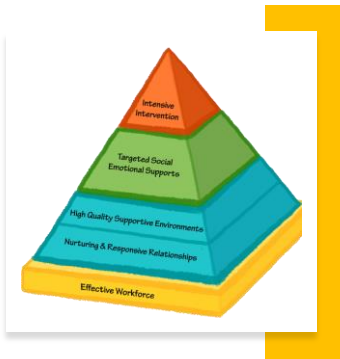 Intensive
Intervention
Targeted Social
Emotional Supports
High Quality Supportive Environments
Nurturing & Responsive Relationships
Effective Workforce